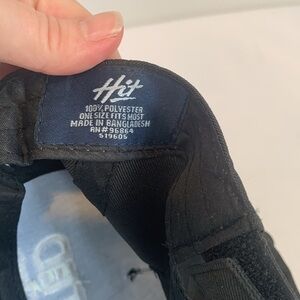 Hit
100% POLYESTER
ONE SIZE FITS MOST
MADE IN BANGLADESH
RN#96864
519605